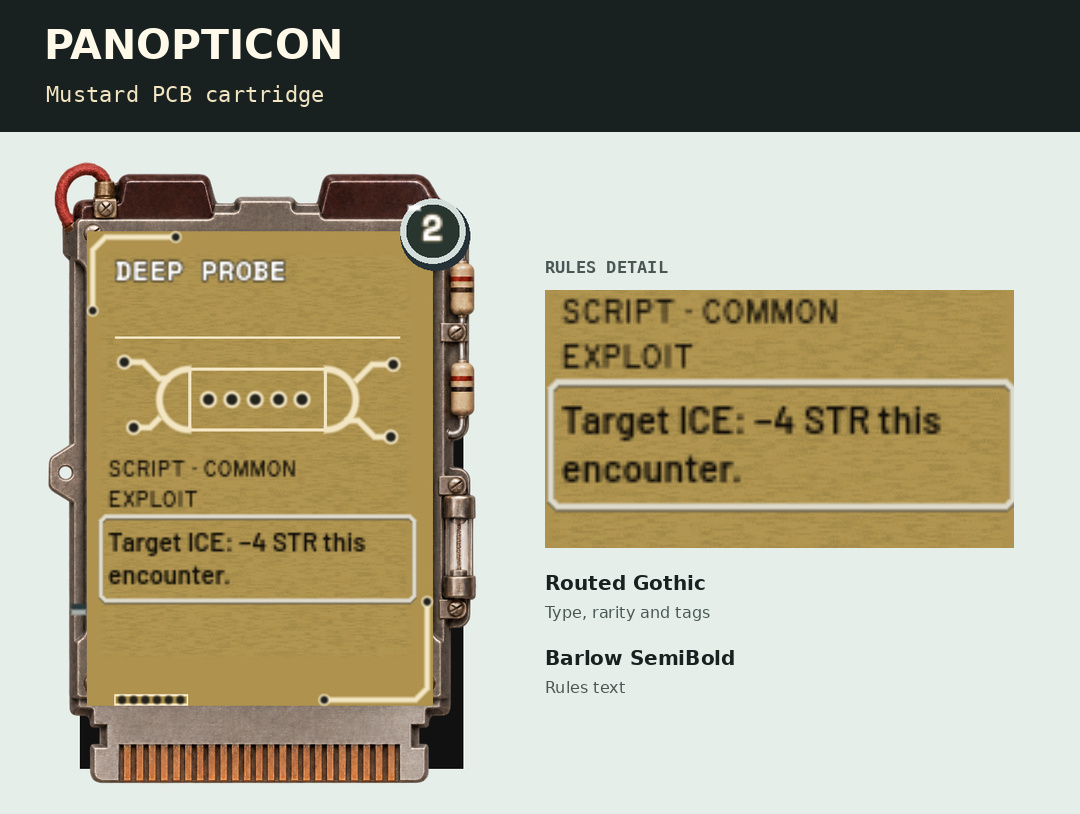 PANOPTICON
Mustard PCB cartridge
2
DEEP PROBE
SCRIPT · COMMON
EXPLOIT
Target ICE: −4 STR this
encounter.
RULES DETAIL
SCRIPT · COMMON
EXPLOIT
Target ICE: −4 STR this
encounter.
Routed Gothic
Type, rarity and tags
Barlow SemiBold
Rules text